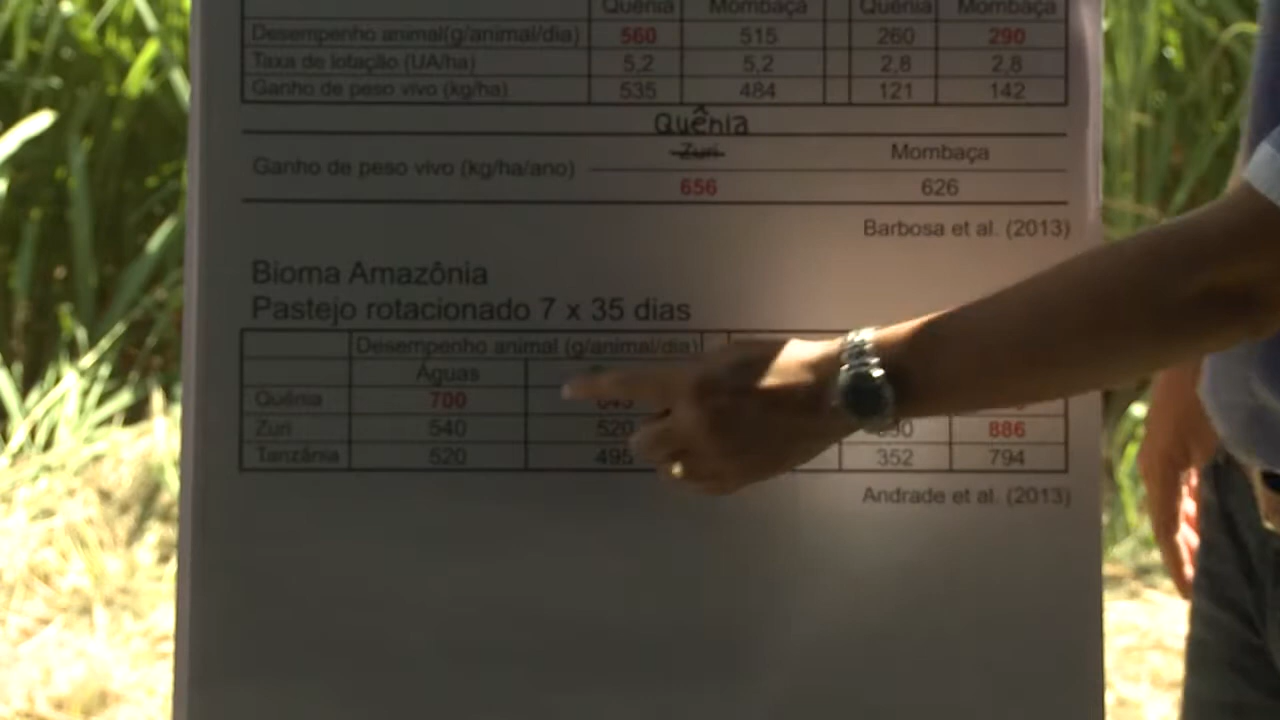 Quênia Mombaça Quênia Mombaça
Desempenho animal(g/animal/dia) 560 515 260 290
Taxa de lotação (UA/ha) 5,2 5,2 2,8 2,8
Ganho de peso vivo (kg/ha) 535 484 121 142
Quênia
Zuri Mombaça
Ganho de peso vivo (kg/ha/ano)
656 626
Barbosa et al. (2013)
Bioma Amazônia
Pastejo rotacionado 7 x 35 dias
Desempenho animal (g/animal/dia)
Águas
Quênia 700
Zuri 540 520 886
Tanzânia 520 495 352 794
Andrade et al. (2013)